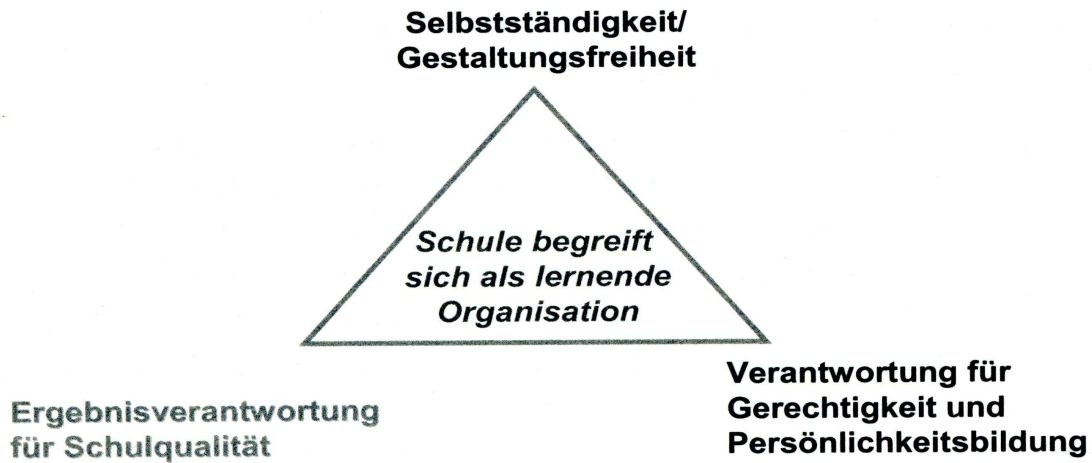 Selbstständigkeit/
Gestaltungsfreiheit
Schule begreift
sich als lernende
Organisation
Ergebnisverantwortung
für Schulqualität
Verantwortung für
Gerechtigkeit und
Persönlichkeitsbildung